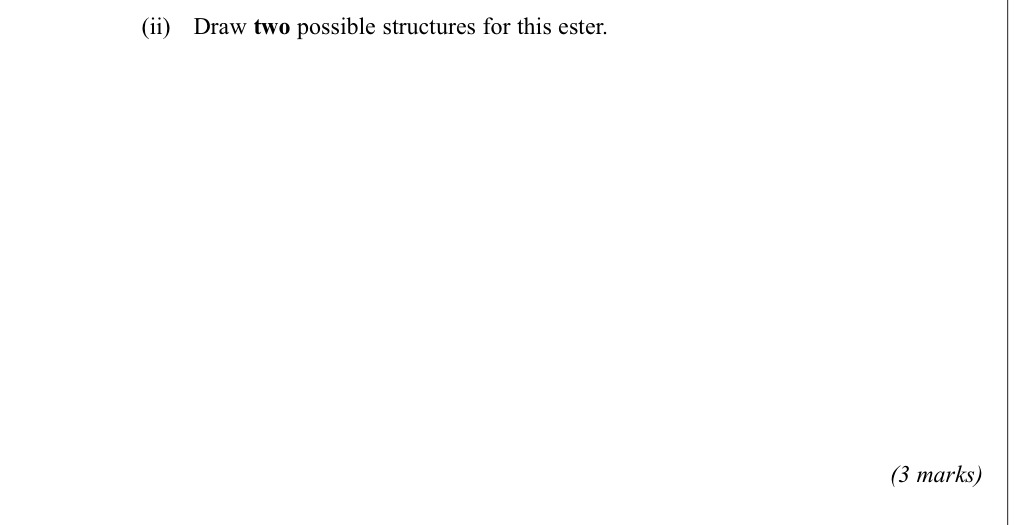 (ii) Draw two possible structures for this ester.
(3 marks)